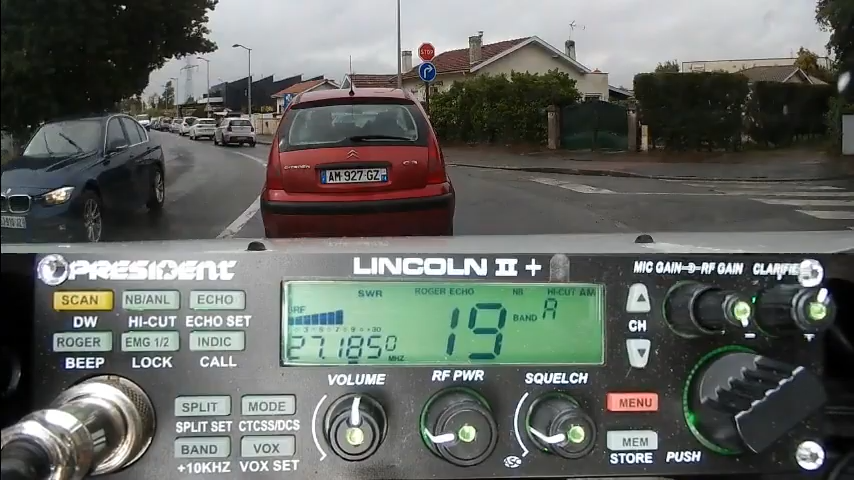 STOP
CITROËN C3
AM 927 GZ
PRESIDENT
LINCOLN II +
MIC GAIN RF GAIN CLARIFIER
SCAN NB/ANL ECHO
DW HI-CUT ECHO SET
ROGER EMG 1/2 INDIC
BEEP LOCK CALL
SWR ROGER ECHO NB HI-CUT AM
RF
19 BAND A
27.1850 MHZ
CH
VOLUME RF PWR SQUELCH
SPLIT MODE
SPLIT SET CTCSS/DCS
BAND VOX
+10KHZ VOX SET
MENU
MEM
STORE PUSH